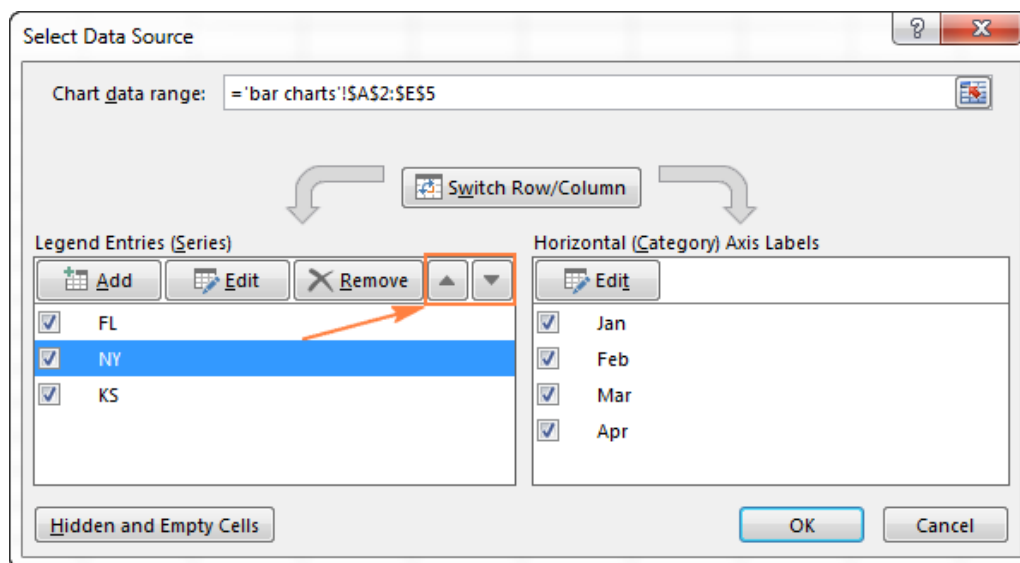 Select Data Source
Chart data range: ='bar charts'!$A$2:$E$5
Switch Row/Column
Legend Entries (Series)
Add Edit Remove
FL
NY
KS
Horizontal (Category) Axis Labels
Edit
Jan
Feb
Mar
Apr
Hidden and Empty Cells
OK Cancel